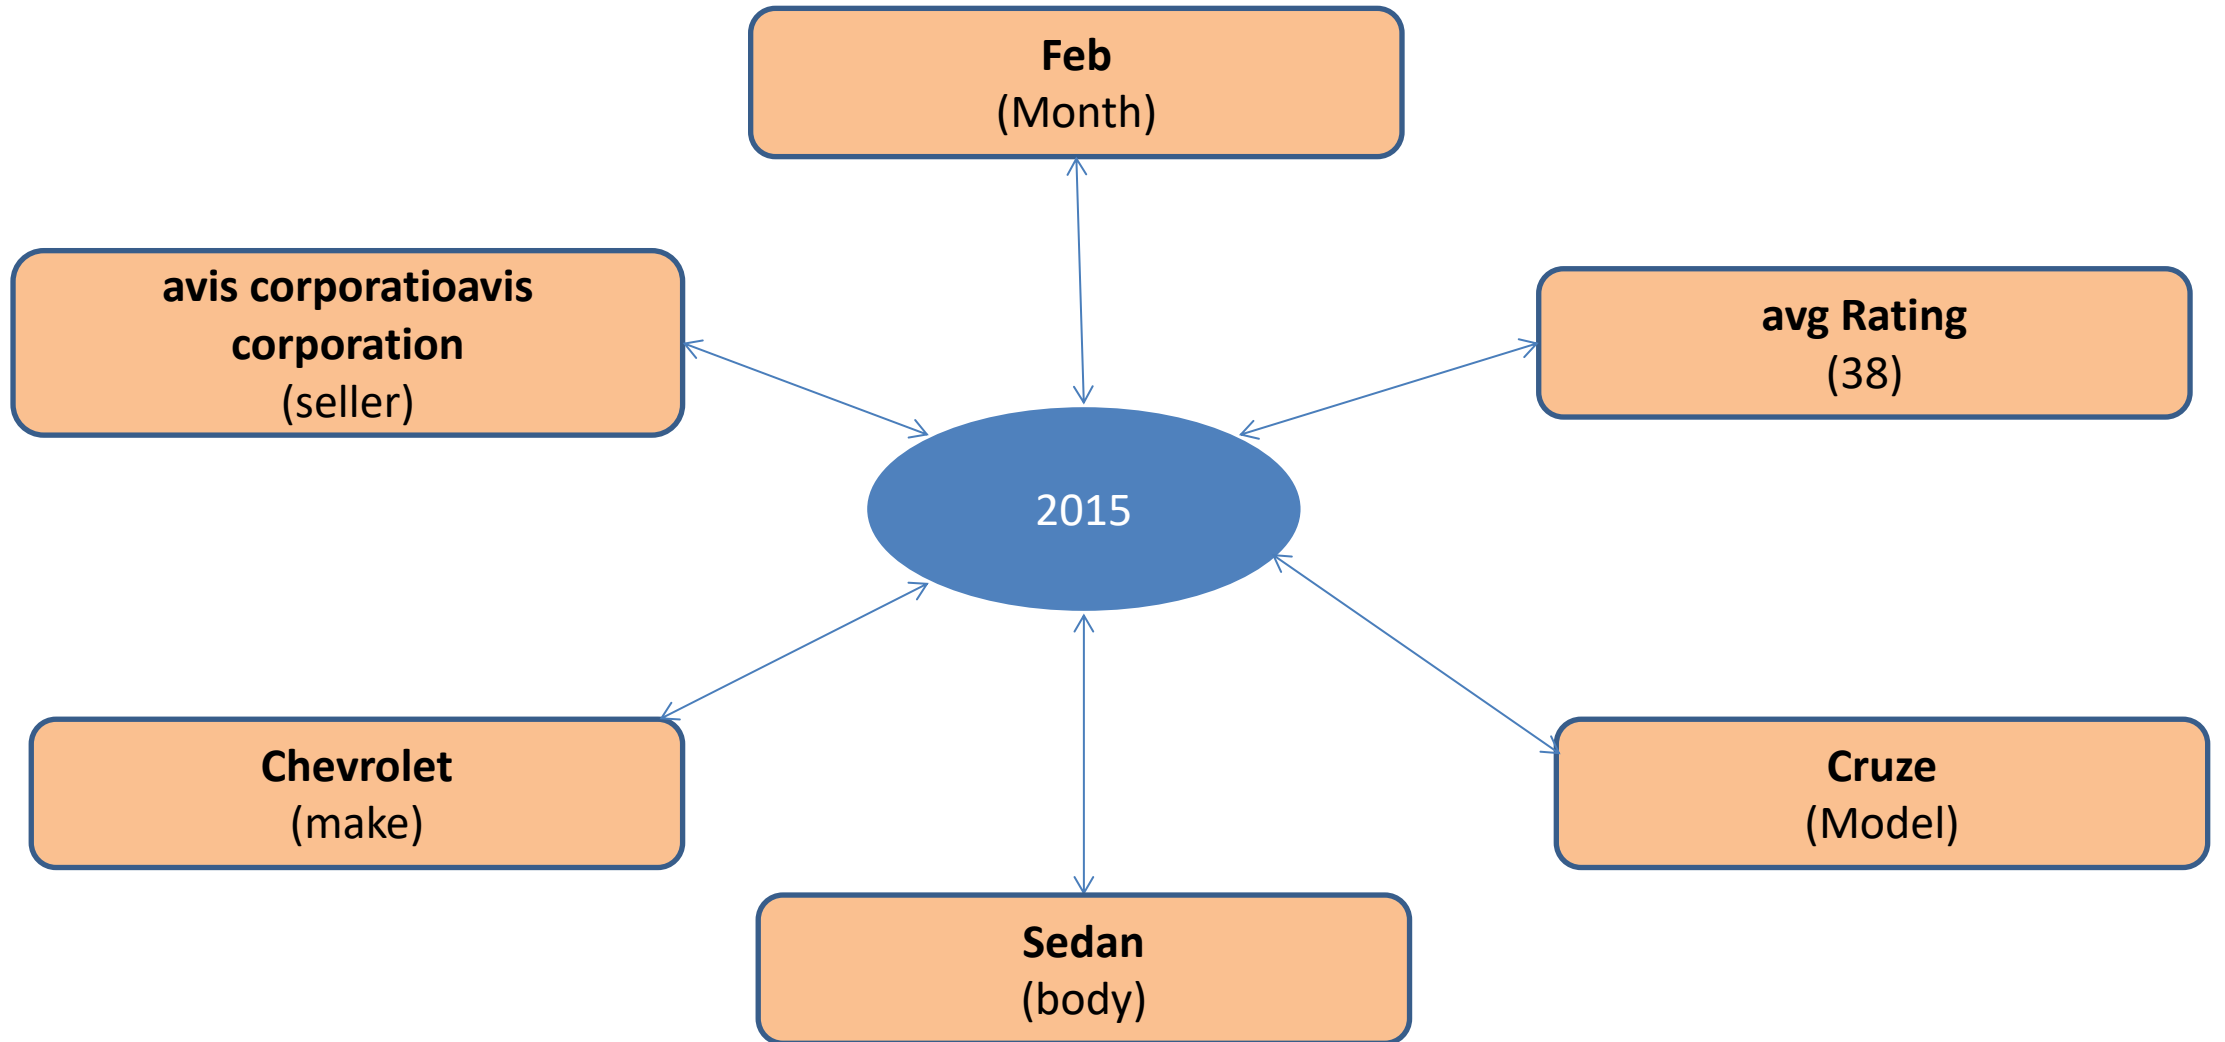 Feb
(Month)
avis corporatioavis
corporation
(seller)
avg Rating
(38)
2015
Chevrolet
(make)
Cruze
(Model)
Sedan
(body)